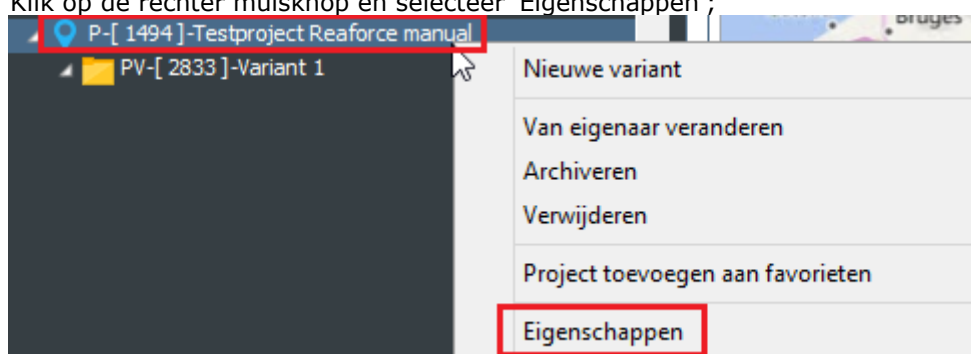 Klik op de rechter muisknop en selecteer 'Eigenschappen';
P-[ 1494 ]-Testproject Reaforce manual
Bruges
PV-[ 2833 ]-Variant 1
Nieuwe variant
Van eigenaar veranderen
Archiveren
Verwijderen
Project toevoegen aan favorieten
Eigenschappen